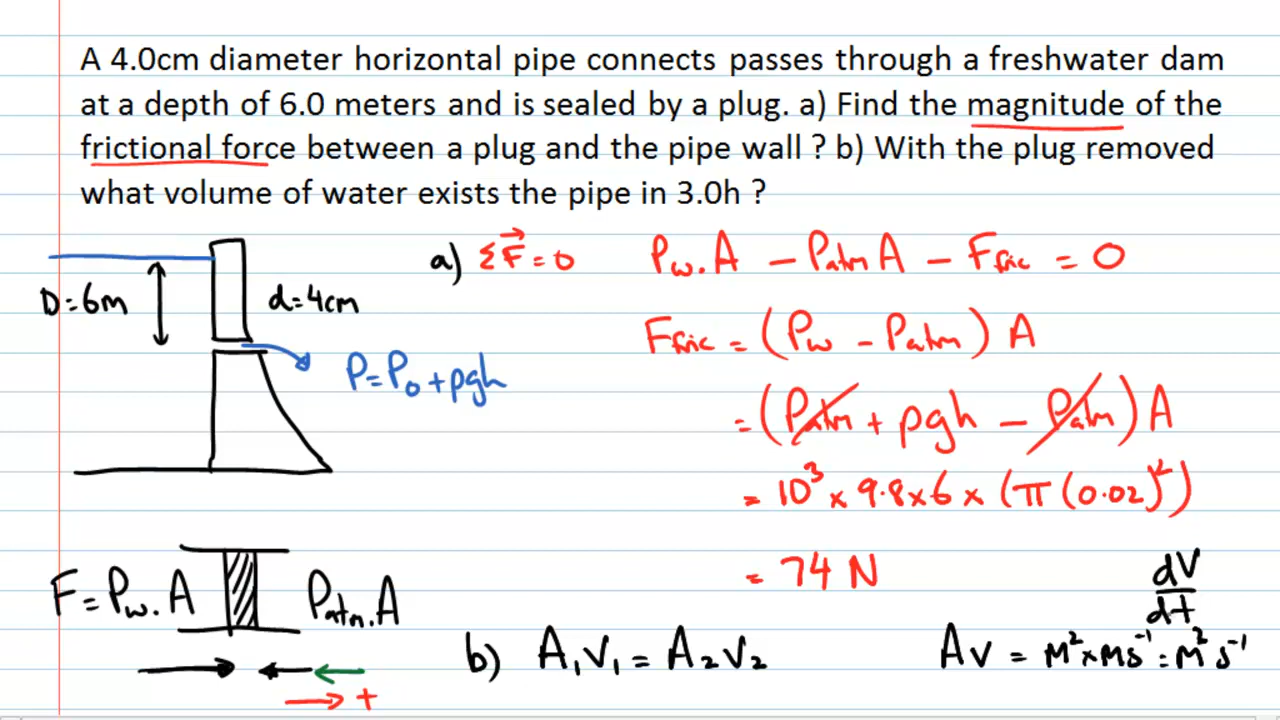 A 4.0cm diameter horizontal pipe connects passes through a freshwater dam
at a depth of 6.0 meters and is sealed by a plug. a) Find the magnitude of the
frictional force between a plug and the pipe wall ? b) With the plug removed
what volume of water exists the pipe in 3.0h ?
D=6m
d=4cm
P=P₀+ρgh
F=Pw.A
Patm.A
+
a) ΣF⃗=0 Pw.A - Patm A - Ffric = 0
Ffric = (Pw - Patm) A
= (Patm + ρgh - Patm) A
= 10³ x 9.8x6 x (π (0.02)²)
= 74 N
b) A₁V₁ = A₂V₂
dV/dt
AV = m² x ms⁻¹ = m² s⁻¹